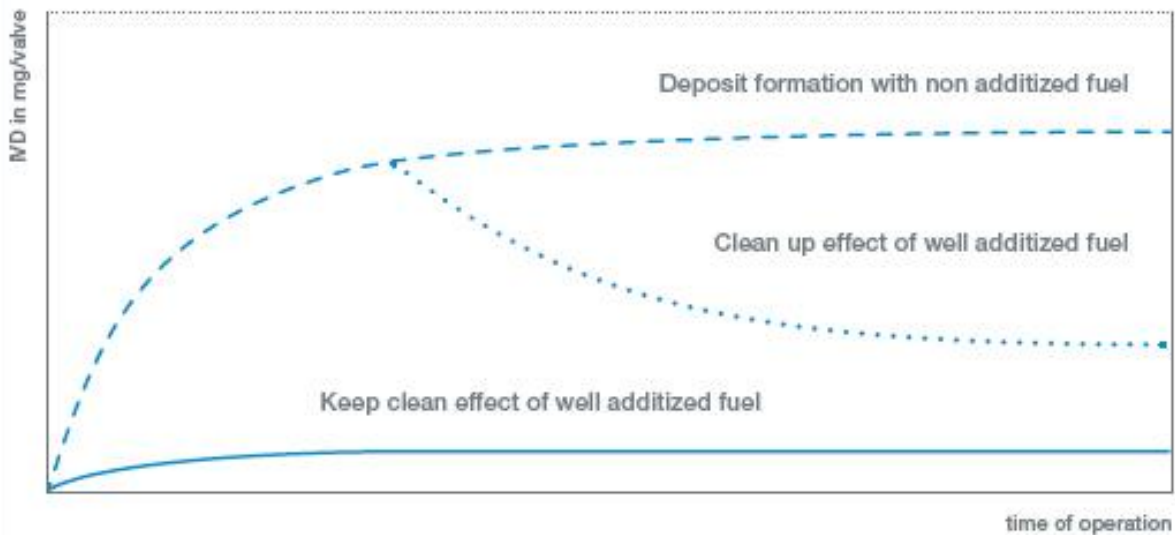 IVD in mg/valve
Deposit formation with non additized fuel
Clean up effect of well additized fuel
Keep clean effect of well additized fuel
time of operation